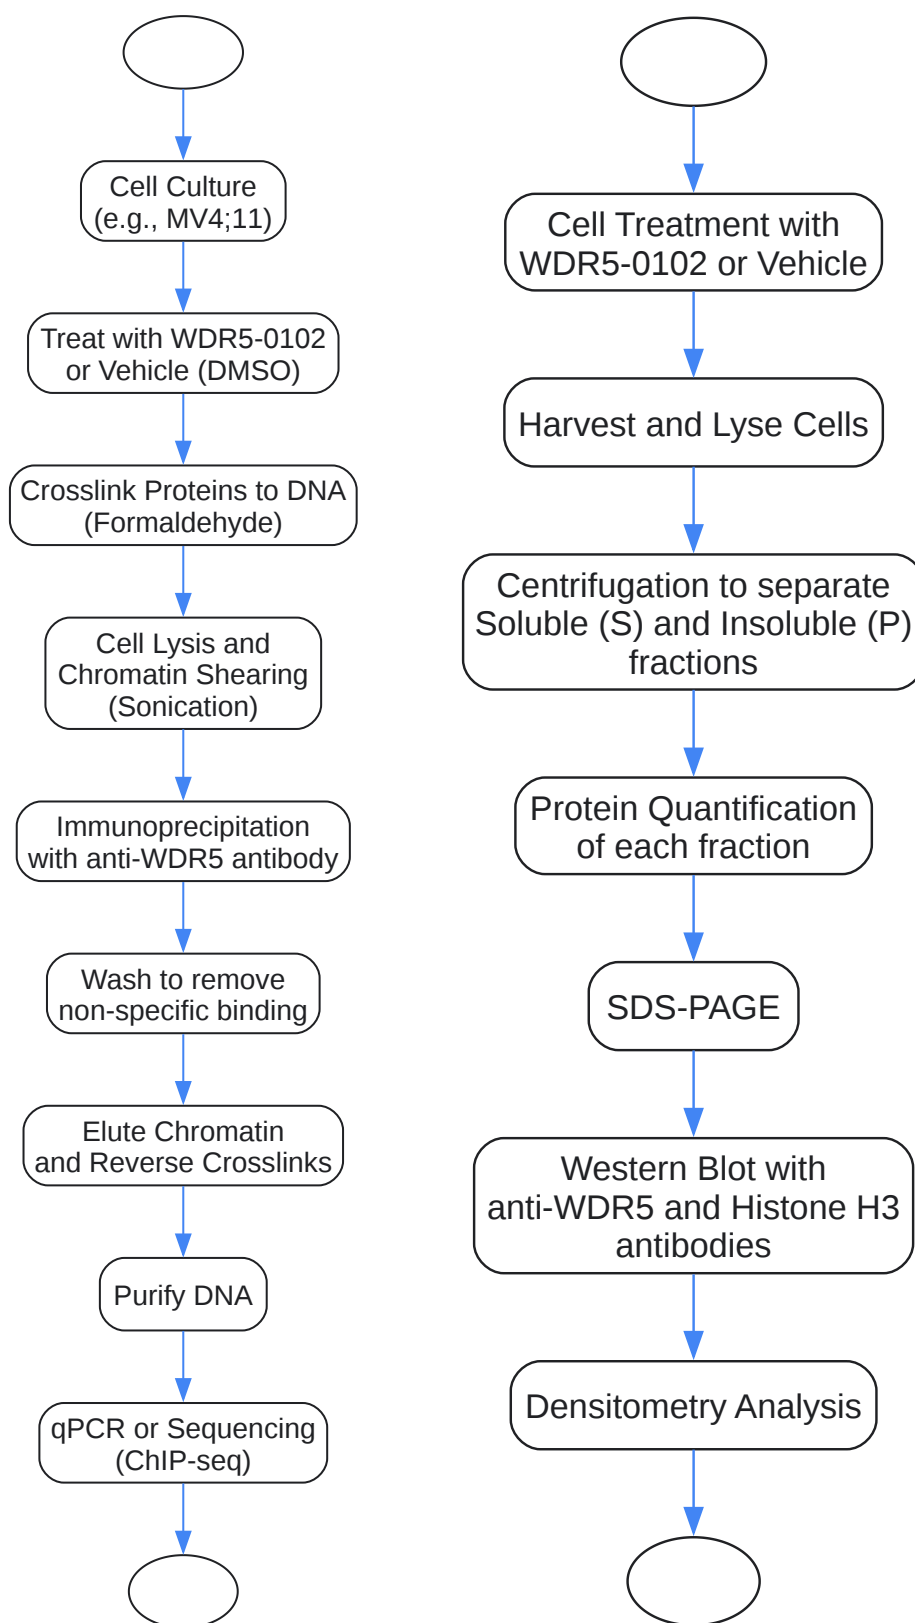 Cell Culture
(e.g., MV4;11)
Treat with WDR5-0102
or Vehicle (DMSO)
Crosslink Proteins to DNA
(Formaldehyde)
Cell Lysis and
Chromatin Shearing
(Sonication)
Immunoprecipitation
with anti-WDR5 antibody
Wash to remove
non-specific binding
Elute Chromatin
and Reverse Crosslinks
Purify DNA
qPCR or Sequencing
(ChIP-seq)
Cell Treatment with
WDR5-0102 or Vehicle
Harvest and Lyse Cells
Centrifugation to separate
Soluble (S) and Insoluble (P)
fractions
Protein Quantification
of each fraction
SDS-PAGE
Western Blot with
anti-WDR5 and Histone H3
antibodies
Densitometry Analysis